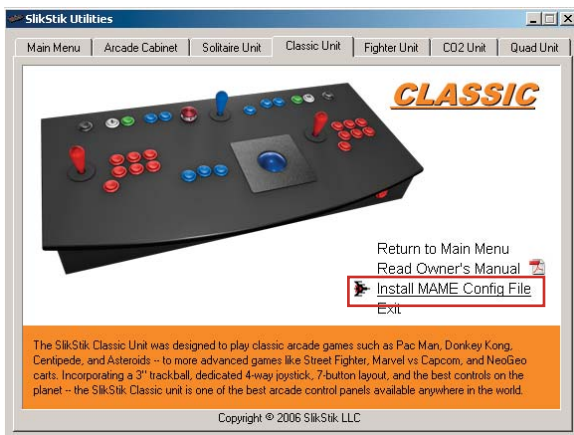 SlikStik Utilities
Main Menu
Arcade Cabinet
Solitaire Unit
Classic Unit
Fighter Unit
CO2 Unit
Quad Unit
CLASSIC
Return to Main Menu
Read Owner's Manual
Install MAME Config File
Exit
The SlikStik Classic Unit was designed to play classic arcade games such as Pac Man, Donkey Kong,
Centipede, and Asteroids -- to more advanced games like Street Fighter, Marvel vs Capcom, and NeoGeo
carts. Incorporating a 3" trackball, dedicated 4-way joystick, 7-button layout, and the best controls on the
planet -- the SlikStik Classic unit is one of the best arcade control panels available anywhere in the world.
Copyright © 2006 SlikStik LLC